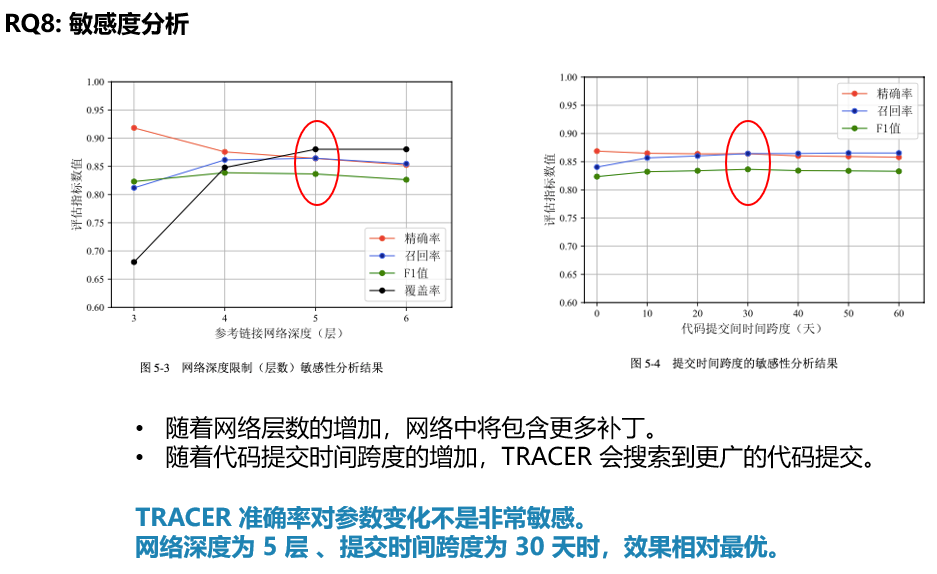 RQ8: 敏感度分析
1.00
0.95
0.90
0.85
0.80
0.75
0.70
0.65
0.60
评估指标数值
精确率
召回率
F1值
覆盖率
3
4
5
6
参考链接网络深度（层）
图 5-3 网络深度限制（层数）敏感性分析结果
1.00
0.95
0.90
0.85
0.80
0.75
0.70
0.65
0.60
评估指标数值
精确率
召回率
F1值
0
10
20
30
40
50
60
代码提交间时间跨度（天）
图 5-4 提交时间跨度的敏感性分析结果
• 随着网络层数的增加，网络中将包含更多补丁。
• 随着代码提交时间跨度的增加，TRACER 会搜索到更广的代码提交。
TRACER 准确率对参数变化不是非常敏感。
网络深度为 5 层 、提交时间跨度为 30 天时，效果相对最优。